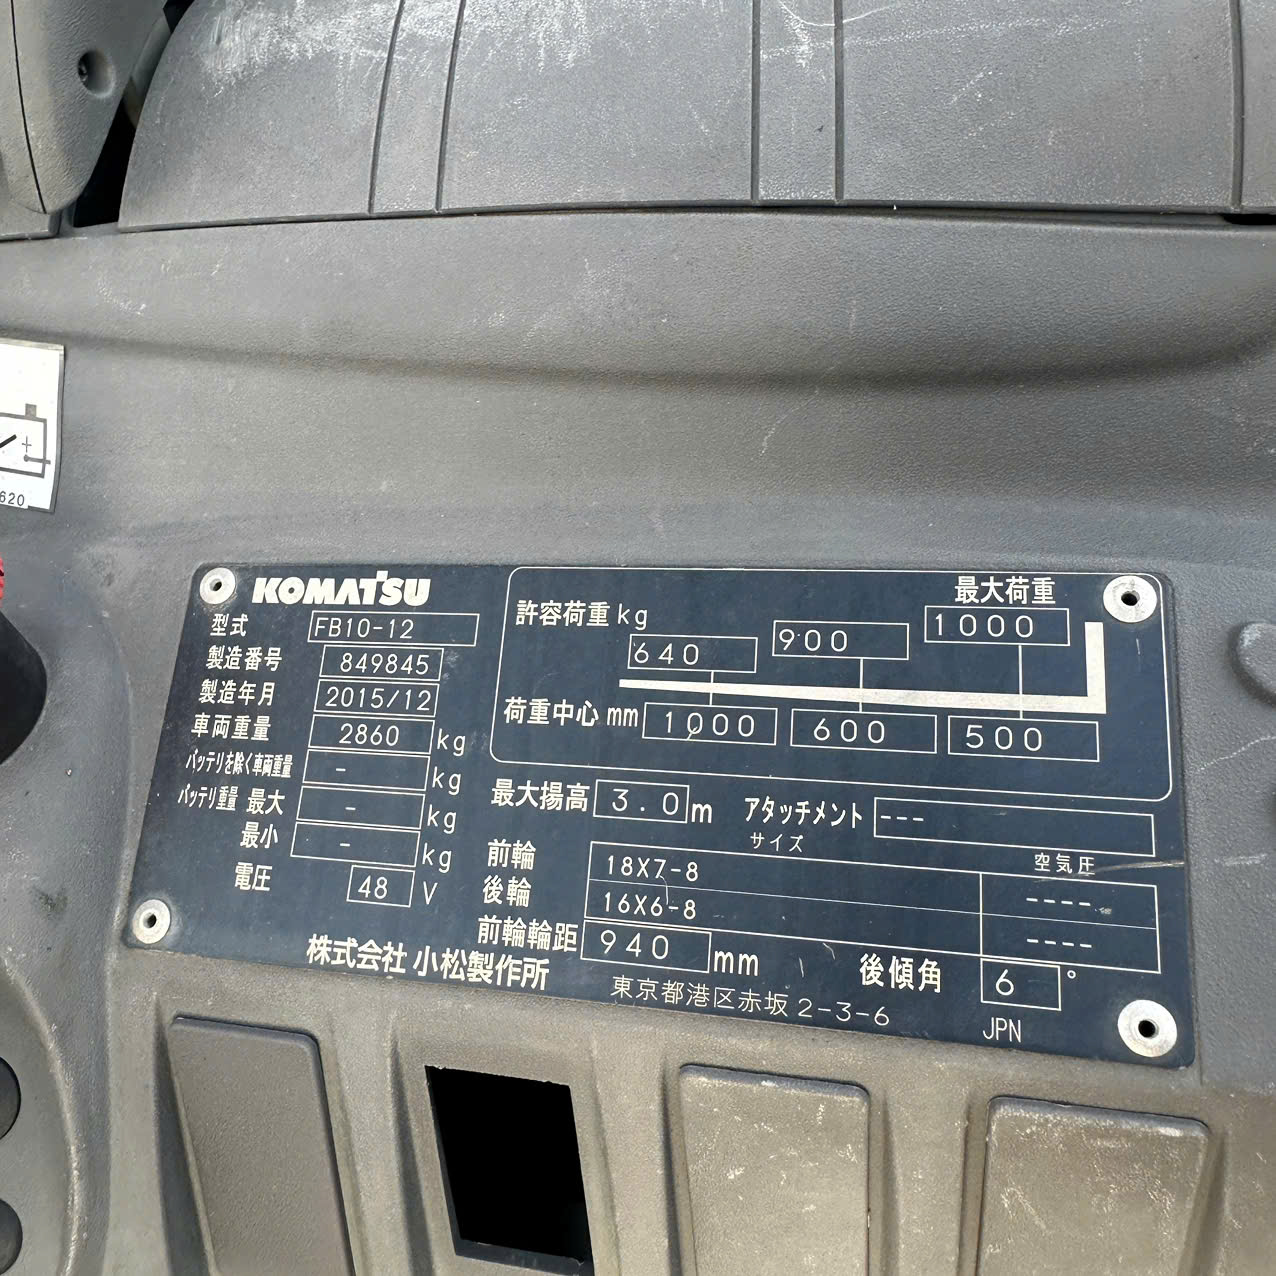 620
KOMATSU
型式 FB10-12
製造番号 849845
製造年月 2015/12
車両重量 2860 kg
バッテリを除く車両重量 - kg
バッテリ重量 最大 - kg
最小 - kg
電圧 48 V
株式会社 小松製作所
最大荷重
許容荷重 kg 640 900 1000
荷重中心 mm 1000 600 500
最大揚高 3.0 m アタッチメント ---
サイズ 空気圧
前輪 18X7-8 ----
後輪 16X6-8 ----
前輪輪距 940 mm 後傾角 6 °
東京都港区赤坂 2-3-6
JPN